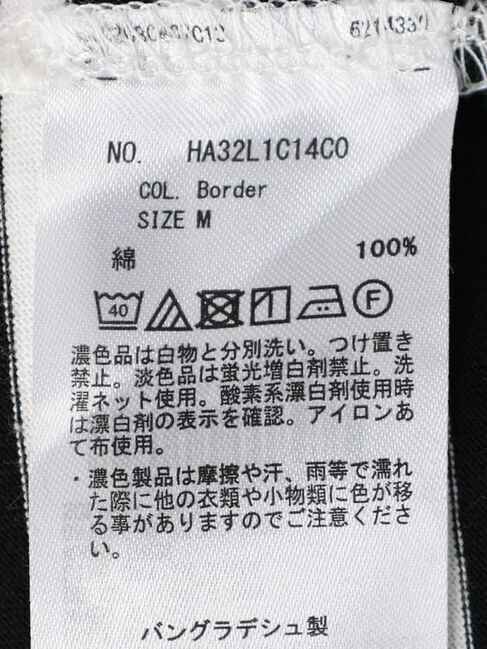 NO. HA32L1C14CO
COL. Border
SIZE M
綿 100%
40 F
濃色品は白物と分別洗い。つけ置き
禁止。淡色品は蛍光増白剤禁止。洗
濯ネット使用。酸素系漂白剤使用時
は漂白剤の表示を確認。アイロンあ
て布使用。
・濃色製品は摩擦や汗、雨等で濡れ
た際に他の衣類や小物類に色が移
る事がありますのでご注意くださ
い。
バングラデシュ製